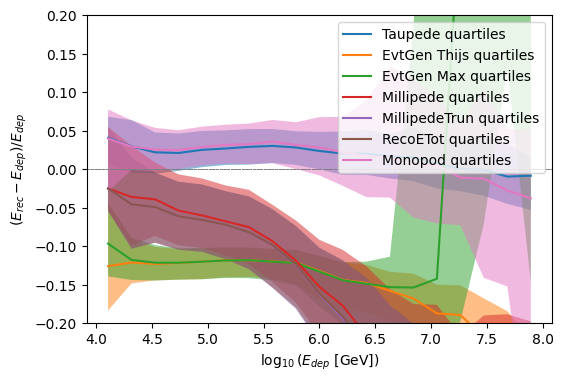 0.20
0.15
0.10
0.05
0.00
−0.05
−0.10
−0.15
−0.20
(E_rec − E_dep)/E_dep
Taupede quartiles
EvtGen Thijs quartiles
EvtGen Max quartiles
Millipede quartiles
MillipedeTrun quartiles
RecoETot quartiles
Monopod quartiles
4.0 4.5 5.0 5.5 6.0 6.5 7.0 7.5 8.0
log₁₀ (E_dep [GeV])